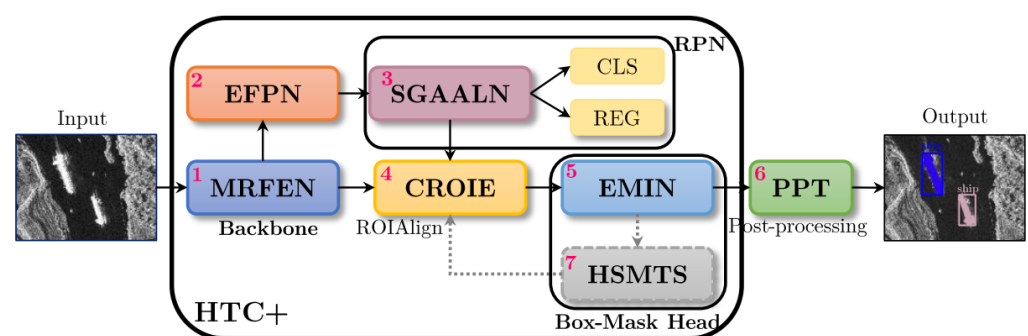 RPN
CLS
2
EFPN
3
SGAALN
REG
Input
Output
ship
ship
1
MRFEN
4
CROIE
5
EMIN
6
PPT
Backbone
ROIAlign
Post-processing
7
HSMTS
HTC+
Box-Mask Head